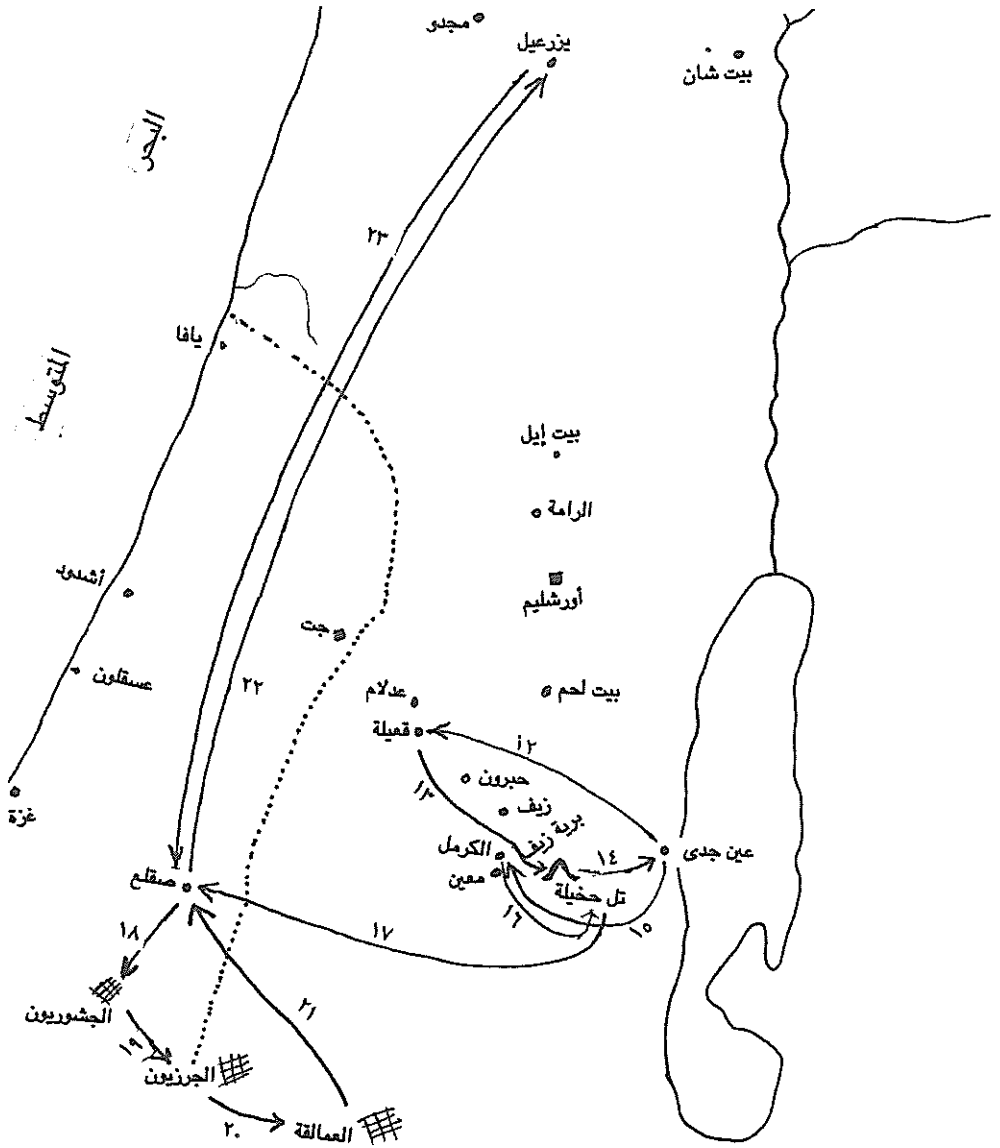 مجدو
يزرعيل
بيت شان
البحر
٢٣
يافا
المتوسط
بيت إيل
الرامة
أشدود
أورشليم
جت
عسقلون
٢٢
عدلام
بيت لحم
قعيلة
١٢
حبرون
١٣
زيف
غزة
برية زيف
الكرمل
١٤
عين جدى
معين
صقلع
تل حخيلة
١٦
١٥
١٧
١٨
الجشوريون
٢١
١٩
الجرزيون
٢٠
العمالقة